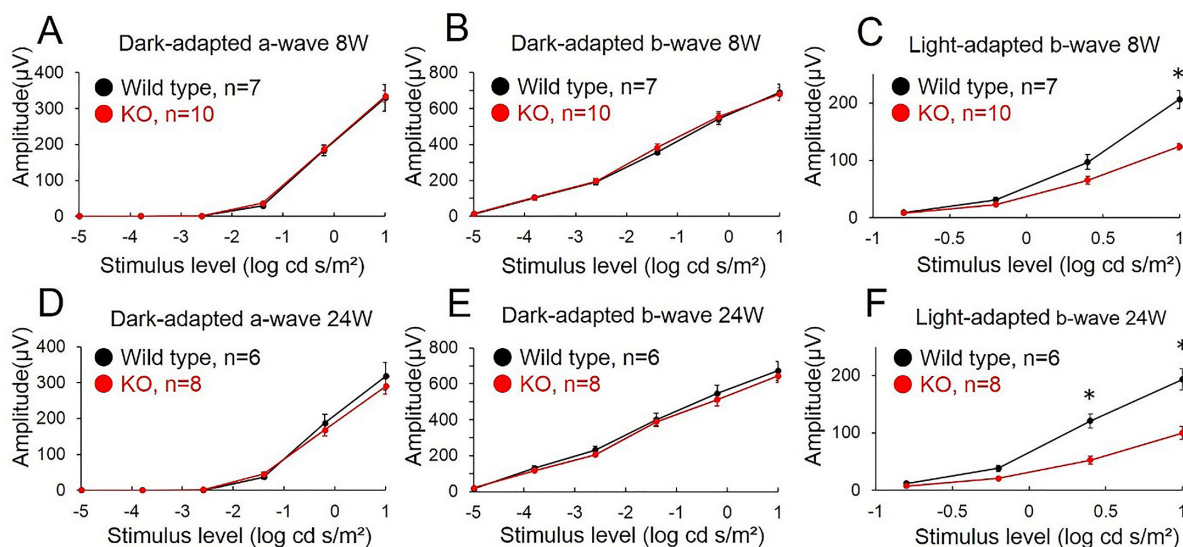 A
Dark-adapted a-wave 8W
Amplitude(μV)
400
300
200
100
0
Wild type, n=7
KO, n=10
-5 -4 -3 -2 -1 0 1
Stimulus level (log cd s/m²)
B
Dark-adapted b-wave 8W
Amplitude(μV)
800
600
400
200
0
Wild type, n=7
KO, n=10
-5 -4 -3 -2 -1 0 1
Stimulus level (log cd s/m²)
C
Light-adapted b-wave 8W
Amplitude(μV)
200
100
0
Wild type, n=7
KO, n=10
*
-1 -0.5 0 0.5 1
Stimulus level (log cd s/m²)
D
Dark-adapted a-wave 24W
Amplitude(μV)
400
300
200
100
0
Wild type, n=6
KO, n=8
-5 -4 -3 -2 -1 0 1
Stimulus level (log cd s/m²)
E
Dark-adapted b-wave 24W
Amplitude(μV)
800
600
400
200
0
Wild type, n=6
KO, n=8
-5 -4 -3 -2 -1 0 1
Stimulus level (log cd s/m²)
F
Light-adapted b-wave 24W
Amplitude(μV)
200
100
0
Wild type, n=6
KO, n=8
*
*
-1 -0.5 0 0.5 1
Stimulus level (log cd s/m²)